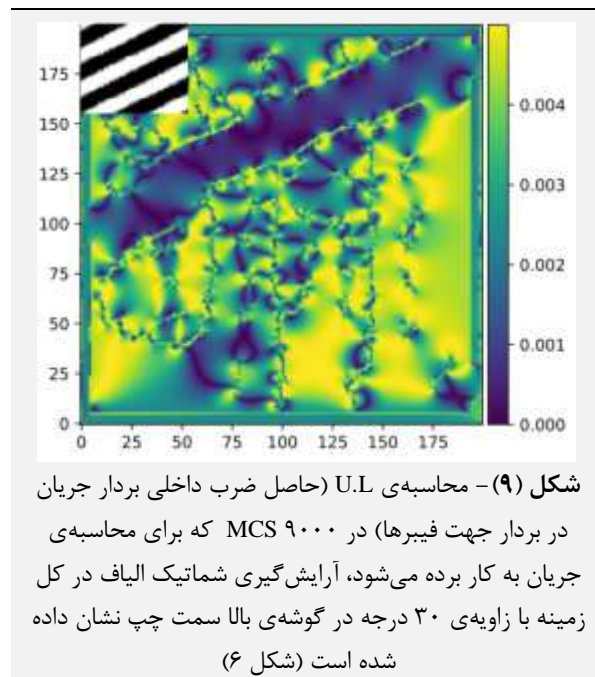 175
150
125
100
75
50
25
0
0 25 50 75 100 125 150 175
0.004
0.003
0.002
0.001
0.000
شکل (۹)- محاسبه‌ی U.L (حاصل ضرب داخلی بردار جریان
در بردار جهت فیبرها) در ۹۰۰۰ MCS که برای محاسبه‌ی
جریان به کار برده می‌شود، آرایش‌گیری شماتیک الیاف در کل
زمینه با زاویه‌ی ۳۰ درجه در گوشه‌ی بالا سمت چپ نشان داده
شده است (شکل ۶)